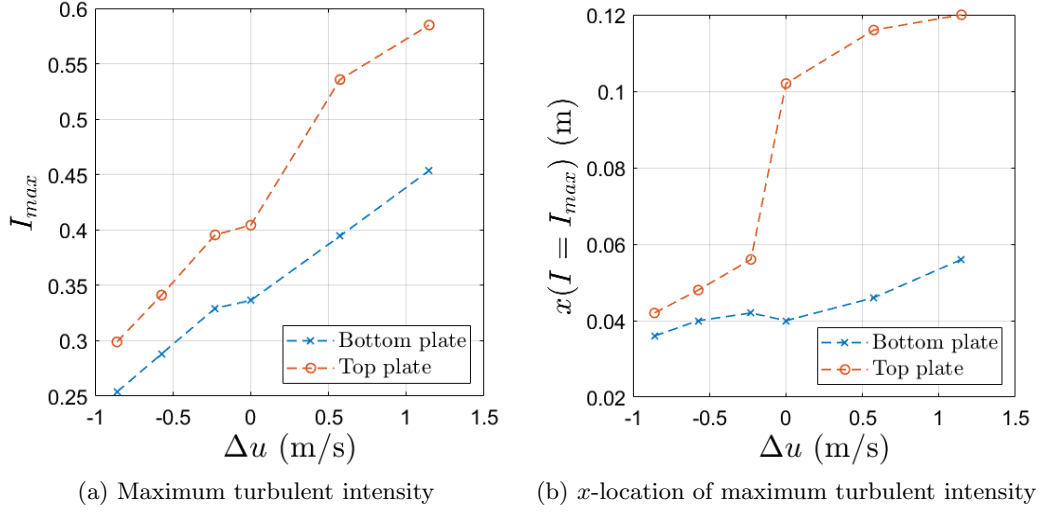 0.6
0.55
0.5
0.45
0.4
0.35
0.3
0.25
I_max
-1 -0.5 0 0.5 1 1.5
Δu (m/s)
Bottom plate
Top plate
(a) Maximum turbulent intensity
0.12
0.1
0.08
0.06
0.04
0.02
x(I = I_max) (m)
-1 -0.5 0 0.5 1 1.5
Δu (m/s)
Bottom plate
Top plate
(b) x-location of maximum turbulent intensity